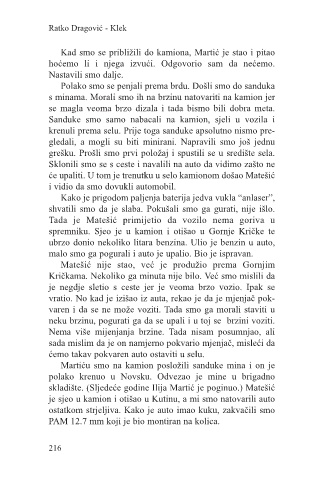 Ratko Dragović - Klek
Kad smo se približili do kamiona, Martić je stao i pitao
hoćemo li i njega izvući. Odgovorio sam da nećemo.
Nastavili smo dalje.
Polako smo se penjali prema brdu. Došli smo do sanduka
s minama. Morali smo ih na brzinu natovariti na kamion jer
se magla veoma brzo dizala i tada bismo bili dobra meta.
Sanduke smo samo nabacali na kamion, sjeli u vozila i
krenuli prema selu. Prije toga sanduke apsolutno nismo pre-
gledali, a mogli su biti minirani. Napravili smo još jednu
grešku. Prošli smo prvi položaj i spustili se u središte sela.
Sklonili smo se s ceste i navalili na auto da vidimo zašto ne
će upaliti. U tom je trenutku u selo kamionom došao Matešić
i vidio da smo dovukli automobil.
Kako je prigodom paljenja baterija jedva vukla “anlaser”,
shvatili smo da je slaba. Pokušali smo ga gurati, nije išlo.
Tada je Matešić primijetio da vozilo nema goriva u
spremniku. Sjeo je u kamion i otišao u Gornje Kričke te
ubrzo donio nekoliko litara benzina. Ulio je benzin u auto,
malo smo ga pogurali i auto je upalio. Bio je ispravan.
Matešić nije stao, već je produžio prema Gornjim
Kričkama. Nekoliko ga minuta nije bilo. Već smo mislili da
je negdje sletio s ceste jer je veoma brzo vozio. Ipak se
vratio. No kad je izišao iz auta, rekao je da je mjenjač pok-
varen i da se ne može voziti. Tada smo ga morali staviti u
neku brzinu, pogurati ga da se upali i u toj se brzini voziti.
Nema više mijenjanja brzine. Tada nisam posumnjao, ali
sada mislim da je on namjerno pokvario mjenjač, misleći da
ćemo takav pokvaren auto ostaviti u selu.
Martiću smo na kamion posložili sanduke mina i on je
polako krenuo u Novsku. Odvezao je mine u brigadno
skladište. (Sljedeće godine Ilija Martić je poginuo.) Matešić
je sjeo u kamion i otišao u Kutinu, a mi smo natovarili auto
ostatkom strjeljiva. Kako je auto imao kuku, zakvačili smo
PAM 12.7 mm koji je bio montiran na kolica.
216